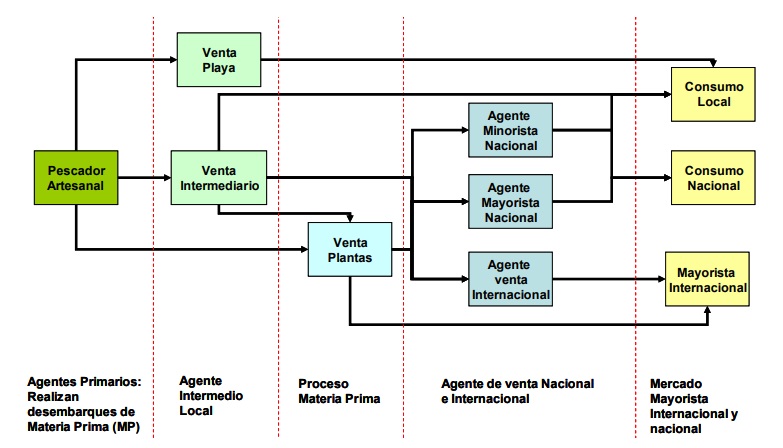 Venta
Playa
Consumo
Local
Agente
Minorista
Nacional
Pescador
Artesanal
Venta
Intermediario
Consumo
Nacional
Agente
Mayorista
Nacional
Venta
Plantas
Agente
venta
Internacional
Mayorista
Internacional
Agentes Primarios:
Realizan
desembarques de
Materia Prima (MP)
Agente
Intermedio
Local
Proceso
Materia Prima
Agente de venta Nacional
e Internacional
Mercado
Mayorista
Internacional y
nacional